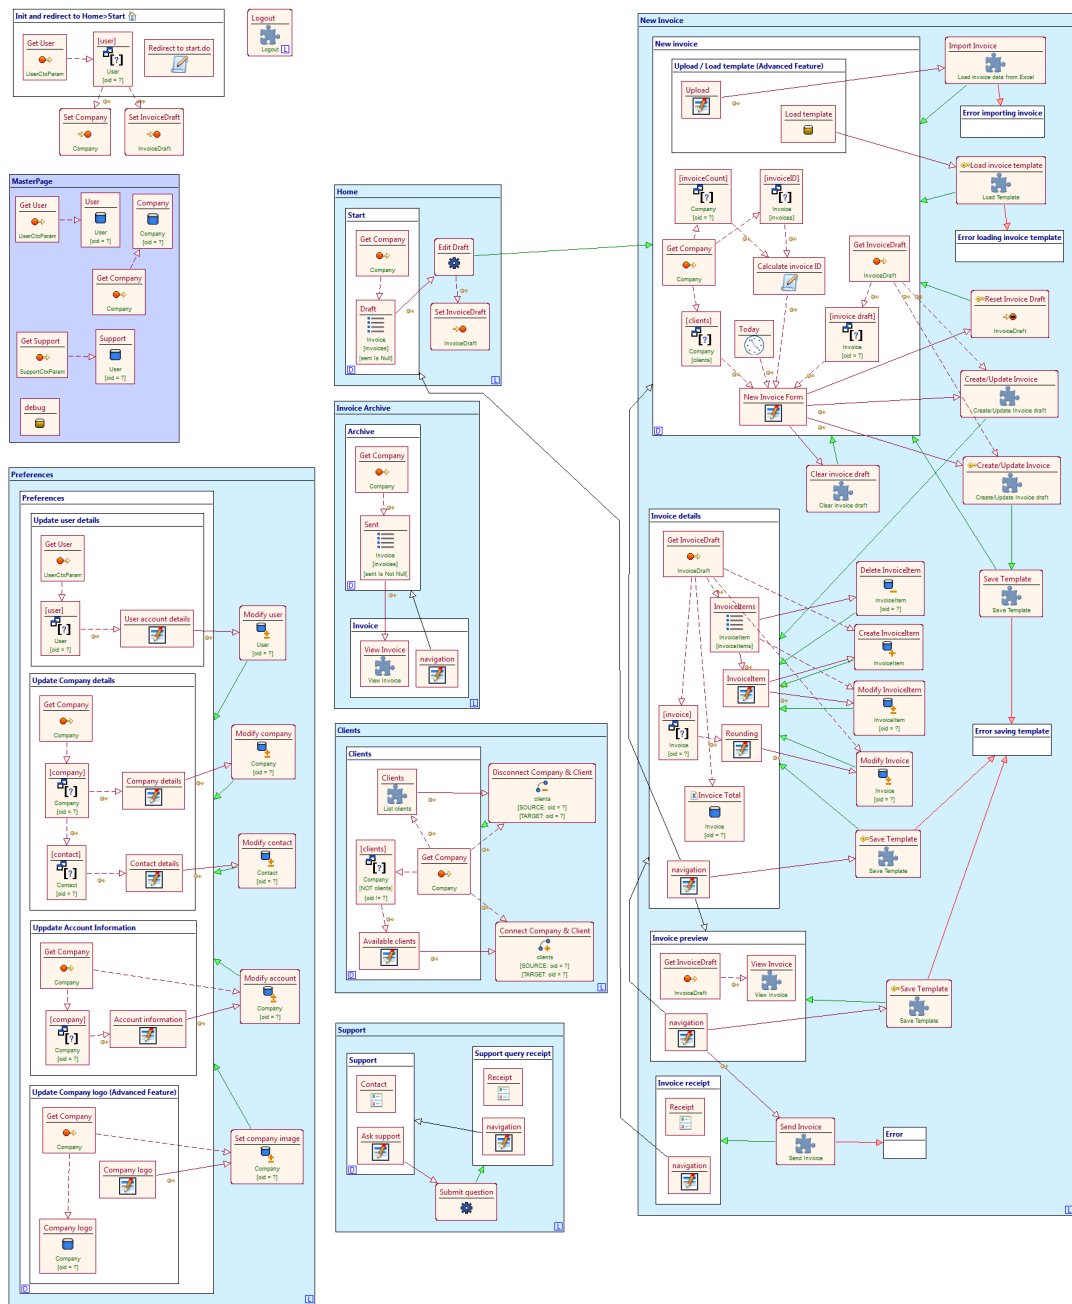 Init and redirect to Home>Start
Get User
UserCtxParam
[user]
User
[oid = ?]
Redirect to start.do
Set Company
Company
Set InvoiceDraft
InvoiceDraft
Logout
Logout
L
MasterPage
Get User
UserCtxParam
User
User
[oid = ?]
Company
Company
[oid = ?]
Get Company
Company
Get Support
SupportCtxParam
Support
User
[oid = ?]
debug
Preferences
Preferences
Update user details
Get User
UserCtxParam
[user]
User
[oid = ?]
User account details
Modify user
User
[oid = ?]
Update Company details
Get Company
Company
[company]
Company
[oid = ?]
Company details
Modify company
Company
[oid = ?]
[contact]
Contact
[oid = ?]
Contact details
Modify contact
Contact
[oid = ?]
Uppdate Account Information
Get Company
Company
[company]
Company
[oid = ?]
Account information
Modify account
Company
[oid = ?]
Update Company logo (Advanced Feature)
Get Company
Company
Company logo
Set company image
Company
[oid = ?]
Company logo
Company
[oid = ?]
D
L
Home
Start
Get Company
Company
Draft
Invoice
[invoices]
[sent Is Null]
D
Edit Draft
Set InvoiceDraft
InvoiceDraft
L
Invoice Archive
Archive
Get Company
Company
Sent
Invoice
[invoices]
[sent Is Not Null]
D
Invoice
View Invoice
View Invoice
navigation
L
Clients
Clients
Clients
List clients
[clients]
Company
[NOT clients]
[oid != ?]
Get Company
Company
Available clients
D
Disconnect Company & Client
clients
[SOURCE: oid = ?]
[TARGET: oid = ?]
Connect Company & Client
clients
[SOURCE: oid = ?]
[TARGET: oid = ?]
L
Support
Support
Contact
Ask support
D
Support query receipt
Receipt
navigation
Submit question
L
New Invoice
New invoice
Upload / Load template (Advanced Feature)
Upload
Load template
Import Invoice
Load invoice data from Excel
Error importing invoice
Load invoice template
Load Template
Error loading invoice template
[invoiceCount]
Company
[oid = ?]
[invoiceID]
Invoice
[invoices]
Get Company
Company
Calculate invoice ID
Get InvoiceDraft
InvoiceDraft
[clients]
Company
[clients]
Today
[invoice draft]
Invoice
[oid = ?]
New Invoice Form
D
Reset Invoice Draft
InvoiceDraft
Create/Update Invoice
Create/Update Invoice draft
Create/Update Invoice
Create/Update Invoice draft
Clear invoice draft
Clear invoice draft
Save Template
Save Template
Error saving template
Invoice details
Get InvoiceDraft
InvoiceDraft
InvoiceItems
InvoiceItem
[invoiceItems]
InvoiceItem
[invoice]
Invoice
[oid = ?]
Rounding
Invoice Total
Invoice
[oid = ?]
navigation
Delete InvoiceItem
InvoiceItem
[oid = ?]
Create InvoiceItem
InvoiceItem
Modify InvoiceItem
InvoiceItem
[oid = ?]
Modify Invoice
Invoice
[oid = ?]
Save Template
Save Template
Invoice preview
Get InvoiceDraft
InvoiceDraft
View Invoice
View Invoice
navigation
Save Template
Save Template
Invoice receipt
Receipt
navigation
Send Invoice
Send Invoice
Error
L